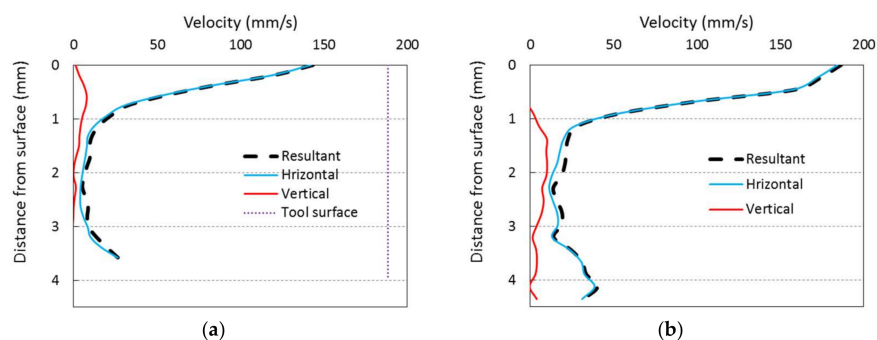 Velocity (mm/s)
0 50 100 150 200
Distance from surface (mm)
0
1
2
3
4
Resultant
Hrizontal
Vertical
Tool surface
(a)
Velocity (mm/s)
0 50 100 150 200
Distance from surface (mm)
0
1
2
3
4
Resultant
Hrizontal
Vertical
(b)